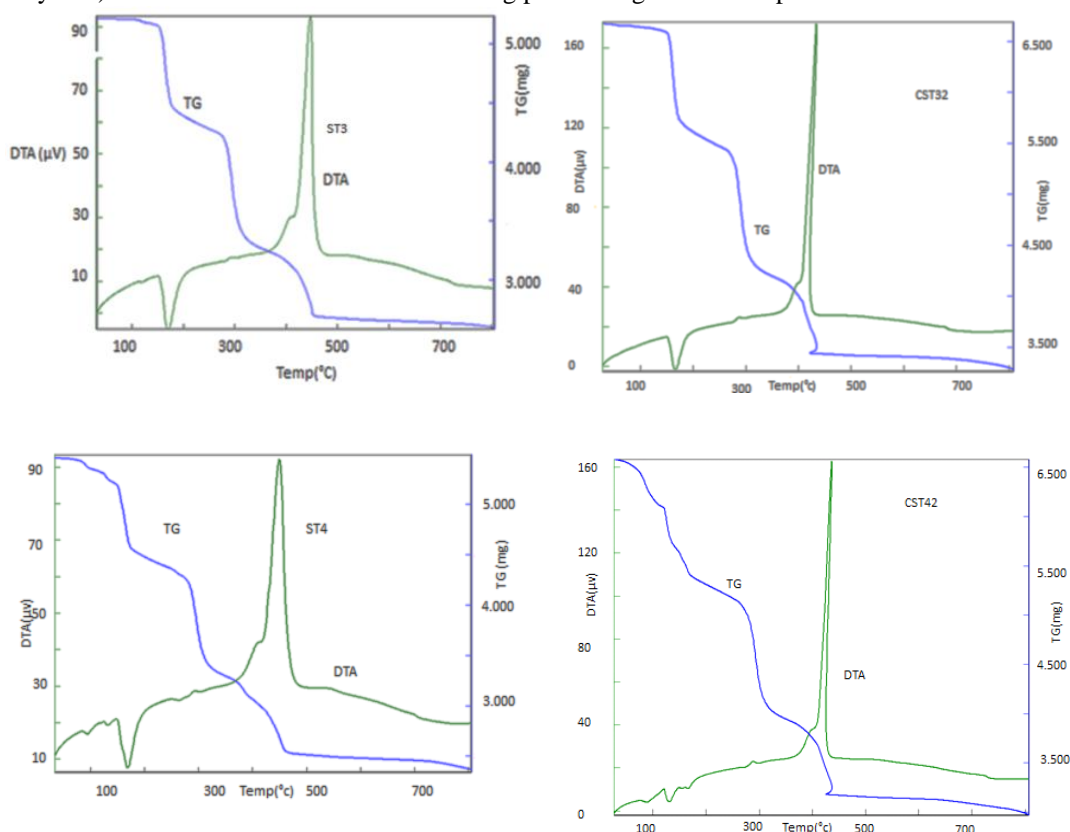 90
70
DTA (µV) 50
30
10
TG
ST3
DTA
5.000
TG(mg)
4.000
3.000
100 300 500 700
Temp(°C)
160
120
DTA(µv)
80
40
0
CST32
DTA
TG
6.500
5.500
TG(mg)
4.500
3.500
100 300 Temp(°c) 500 700
90
70
50
DTA(µv)
30
10
TG
ST4
DTA
5.000
TG (mg)
4.000
3.000
100 300 Temp(°c) 500 700
160
120
DTA(µv)
80
40
0
CST42
TG
DTA
6.500
5.500
TG(mg)
4.500
3.500
100 300 Temp(°c) 500 700